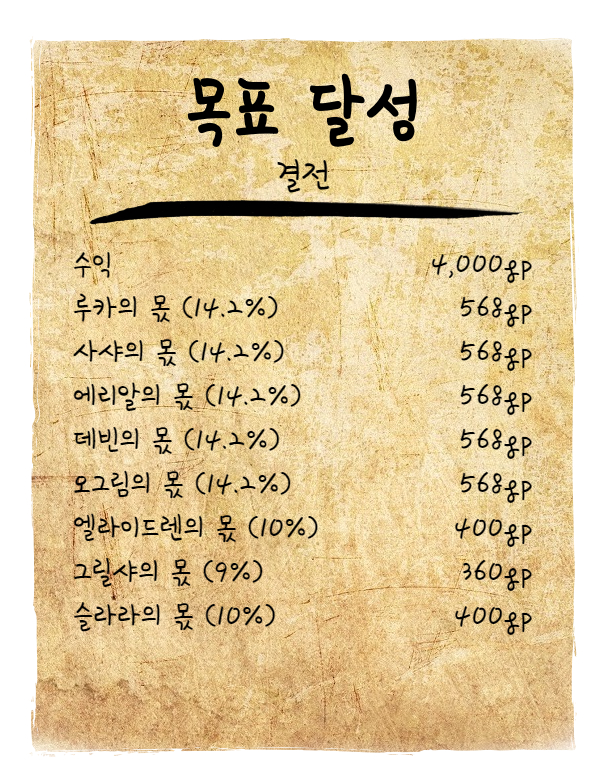 목표 달성
결전
수익 4,000gp
루카의 몫 (14.2%) 568gp
사샤의 몫 (14.2%) 568gp
에리알의 몫 (14.2%) 568gp
데빈의 몫 (14.2%) 568gp
오그림의 몫 (14.2%) 568gp
엘라이드렌의 몫 (10%) 400gp
그릴샤의 몫 (9%) 360gp
슬라라의 몫 (10%) 400gp